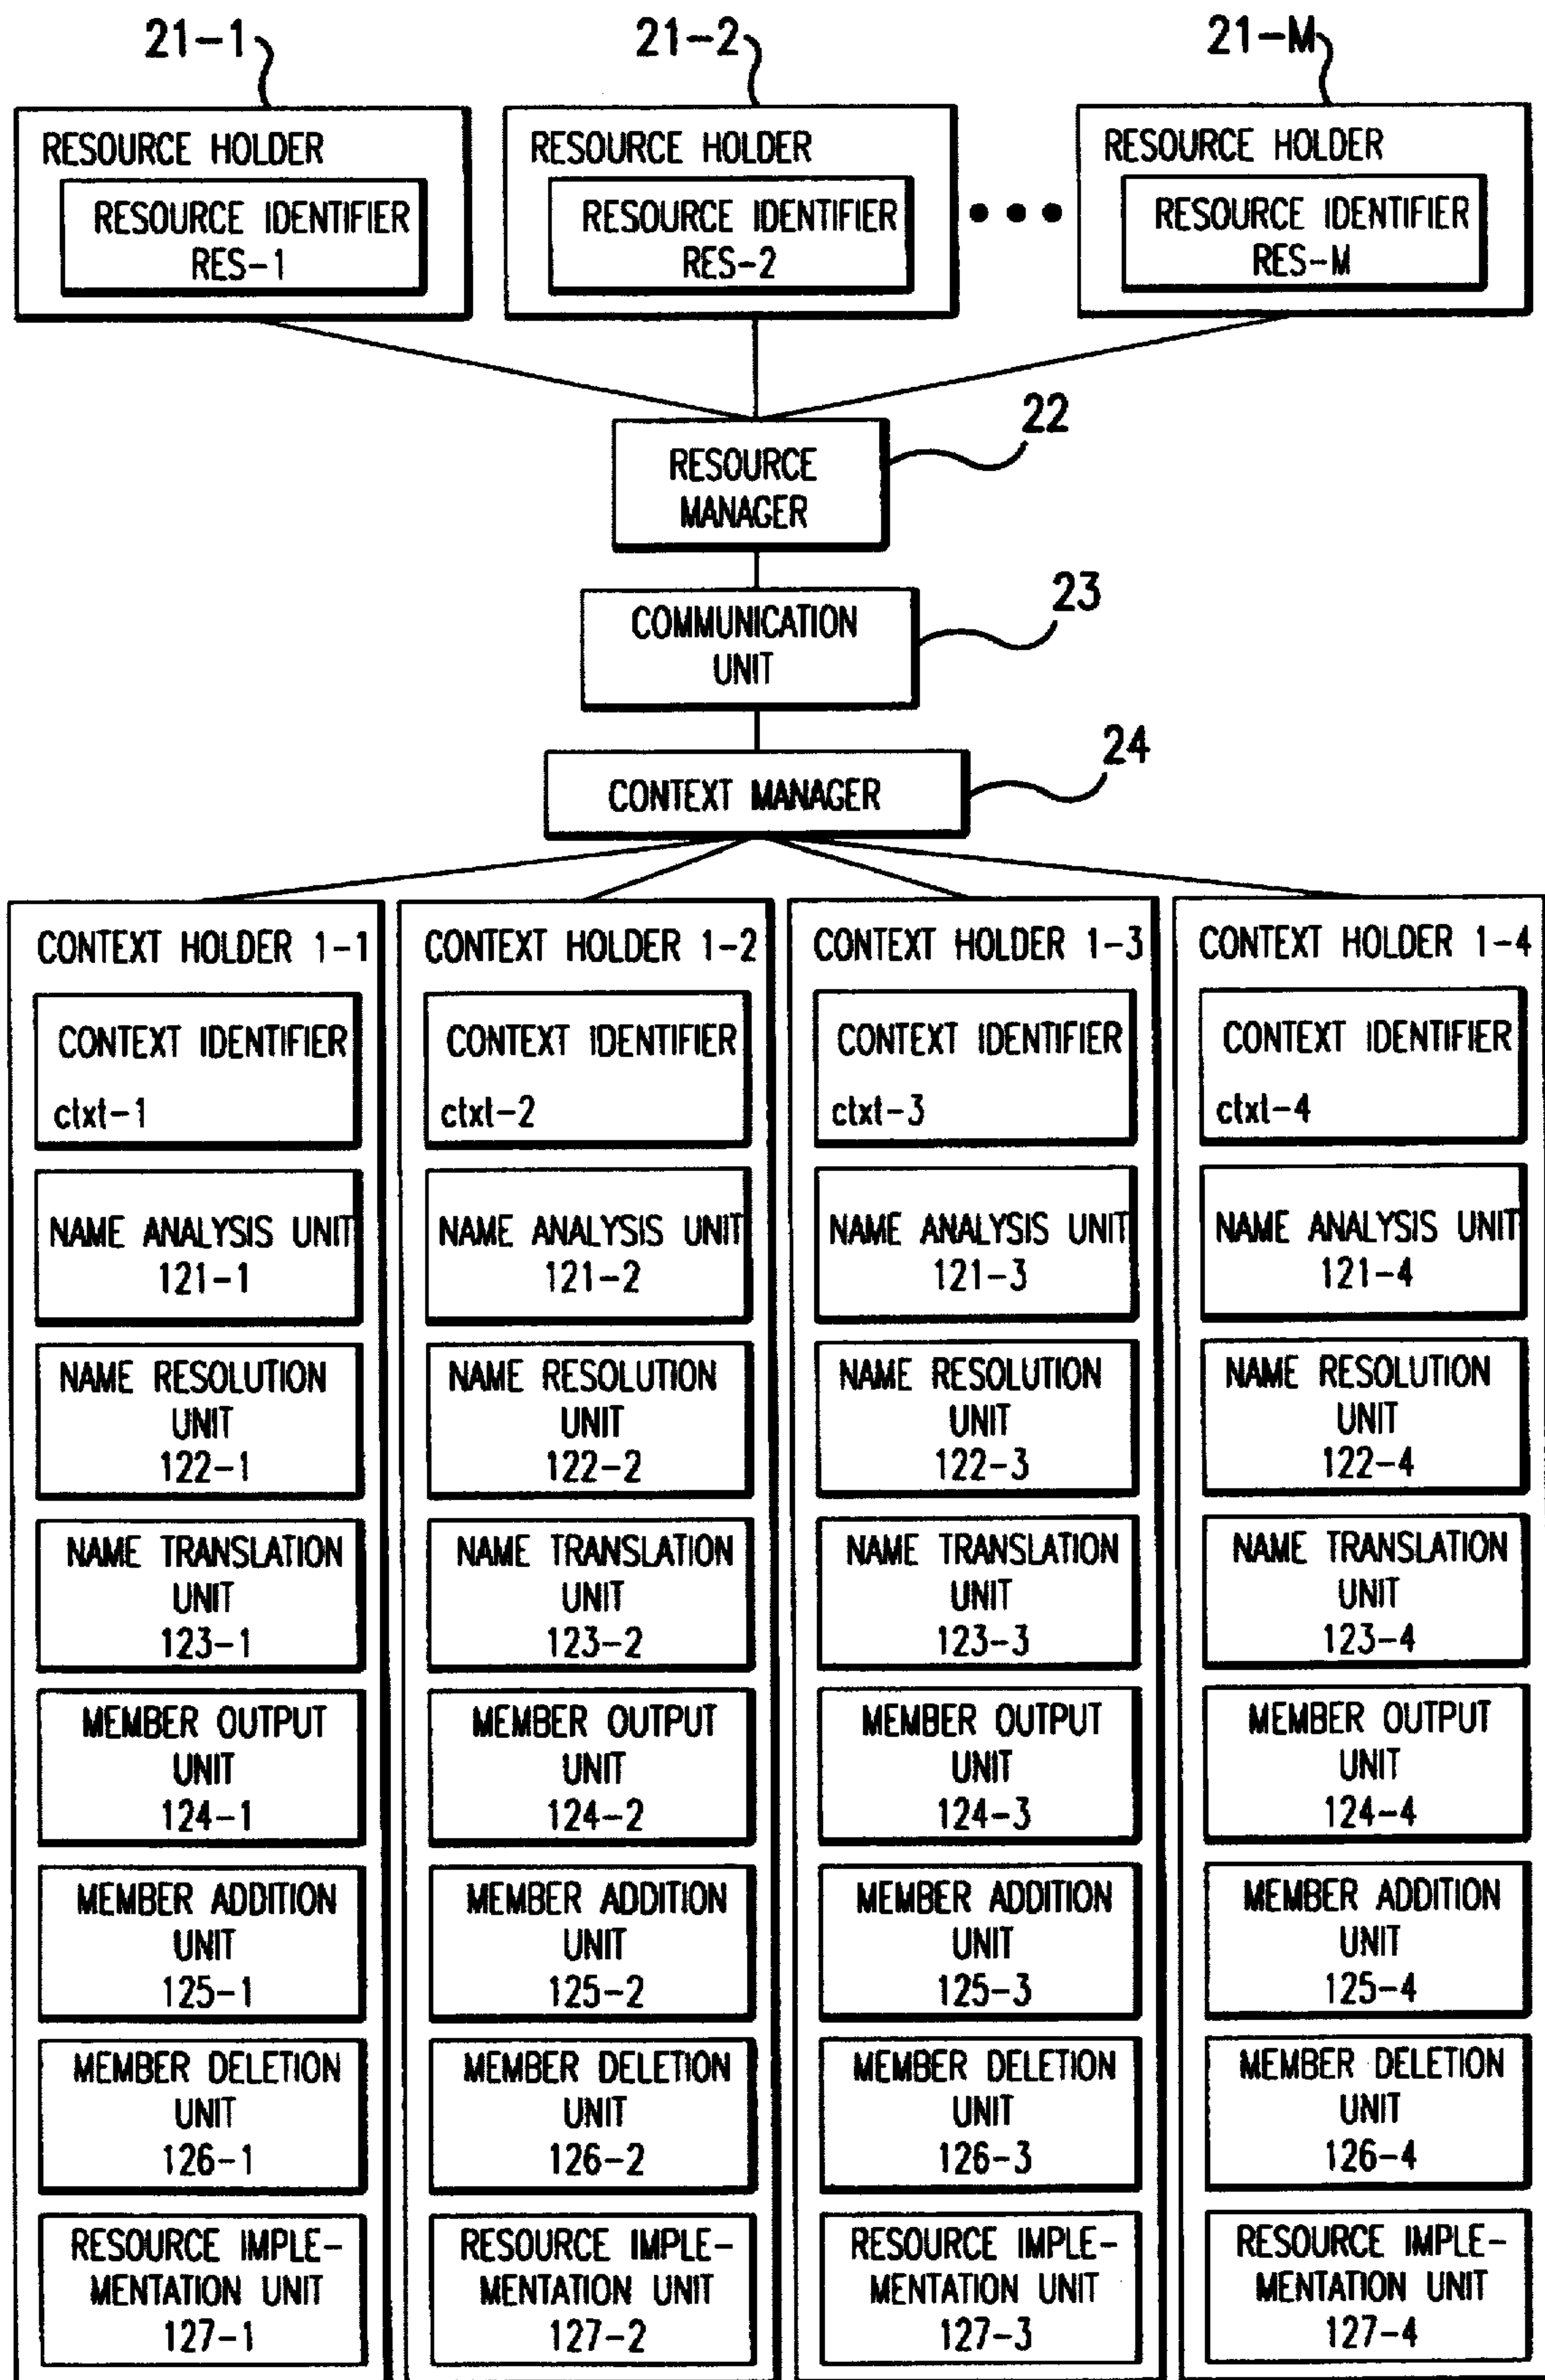 21-1
21-2
21-M
RESOURCE HOLDER
RESOURCE IDENTIFIER
RES-1
RESOURCE HOLDER
RESOURCE IDENTIFIER
RES-2
RESOURCE HOLDER
RESOURCE IDENTIFIER
RES-M
22
RESOURCE
MANAGER
23
COMMUNICATION
UNIT
24
CONTEXT MANAGER
CONTEXT HOLDER 1-1
CONTEXT IDENTIFIER
ctxt-1
NAME ANALYSIS UNIT
121-1
NAME RESOLUTION
UNIT
122-1
NAME TRANSLATION
UNIT
123-1
MEMBER OUTPUT
UNIT
124-1
MEMBER ADDITION
UNIT
125-1
MEMBER DELETION
UNIT
126-1
RESOURCE IMPLE-
MENTATION UNIT
127-1
CONTEXT HOLDER 1-2
CONTEXT IDENTIFIER
ctxt-2
NAME ANALYSIS UNIT
121-2
NAME RESOLUTION
UNIT
122-2
NAME TRANSLATION
UNIT
123-2
MEMBER OUTPUT
UNIT
124-2
MEMBER ADDITION
UNIT
125-2
MEMBER DELETION
UNIT
126-2
RESOURCE IMPLE-
MENTATION UNIT
127-2
CONTEXT HOLDER 1-3
CONTEXT IDENTIFIER
ctxt-3
NAME ANALYSIS UNIT
121-3
NAME RESOLUTION
UNIT
122-3
NAME TRANSLATION
UNIT
123-3
MEMBER OUTPUT
UNIT
124-3
MEMBER ADDITION
UNIT
125-3
MEMBER DELETION
UNIT
126-3
RESOURCE IMPLE-
MENTATION UNIT
127-3
CONTEXT HOLDER 1-4
CONTEXT IDENTIFIER
ctxt-4
NAME ANALYSIS UNIT
121-4
NAME RESOLUTION
UNIT
122-4
NAME TRANSLATION
UNIT
123-4
MEMBER OUTPUT
UNIT
124-4
MEMBER ADDITION
UNIT
125-4
MEMBER DELETION
UNIT
126-4
RESOURCE IMPLE-
MENTATION UNIT
127-4